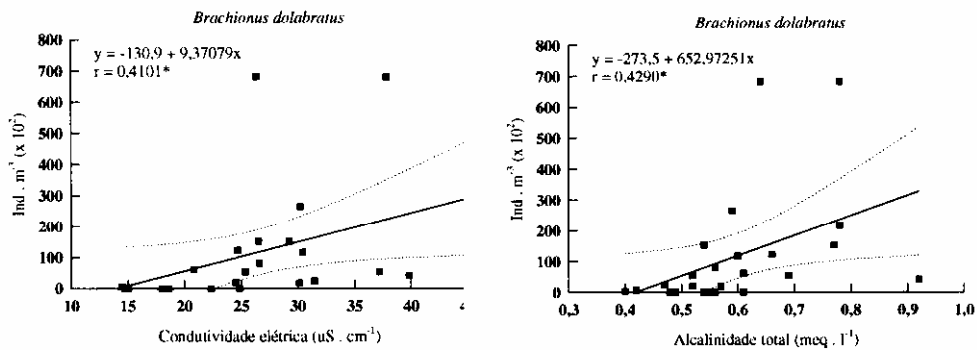 Brachionus dolabratus
y = -130,9 + 9,37079x
r = 0,4101*
Ind . m⁻³ (x 10²)
800
700
600
500
400
300
200
100
0
10 15 20 25 30 35 40 4
Condutividade elétrica (uS . cm⁻¹)
Brachionus dolabratus
y = -273,5 + 652,97251x
r = 0,4290*
Ind . m⁻³ (x 10²)
800
700
600
500
400
300
200
100
0
0,3 0,4 0,5 0,6 0,7 0,8 0,9 1,0
Alcalinidade total (meq . l⁻¹)